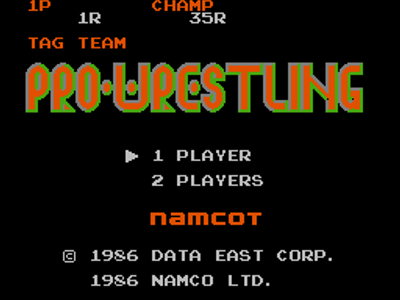 1P CHAMP
1R 35R
TAG TEAM
PRO·WRESTLING
▶ 1 PLAYER
2 PLAYERS
namcot
© 1986 DATA EAST CORP.
1986 NAMCO LTD.